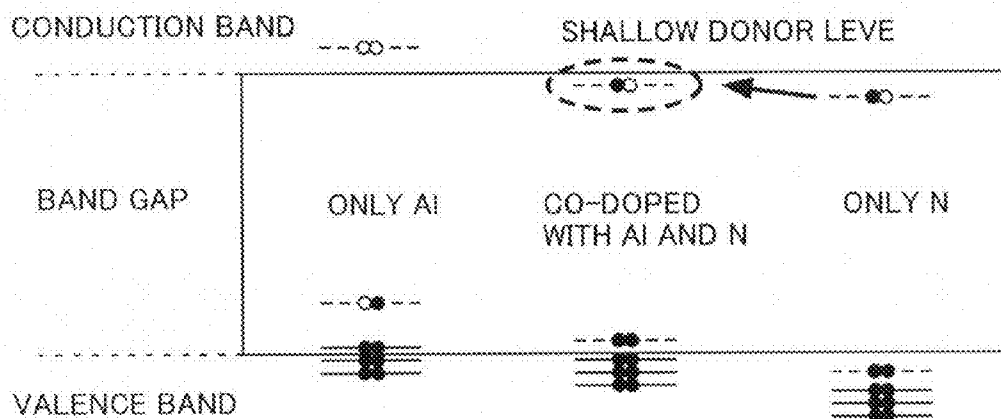 CONDUCTION BAND
SHALLOW DONOR LEVE
BAND GAP
ONLY Al
CO-DOPED
WITH Al AND N
ONLY N
VALENCE BAND